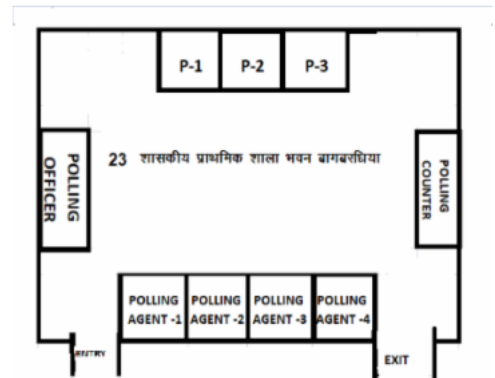 P-1 P-2 P-3
POLLING
OFFICER
23 शासकीय प्राथमिक शाला भवन बागबरधिया
POLLING
COUNTER
POLLING
AGENT -1
POLLING
AGENT -2
POLLING
AGENT -3
POLLING
AGENT -4
ENTRY
EXIT